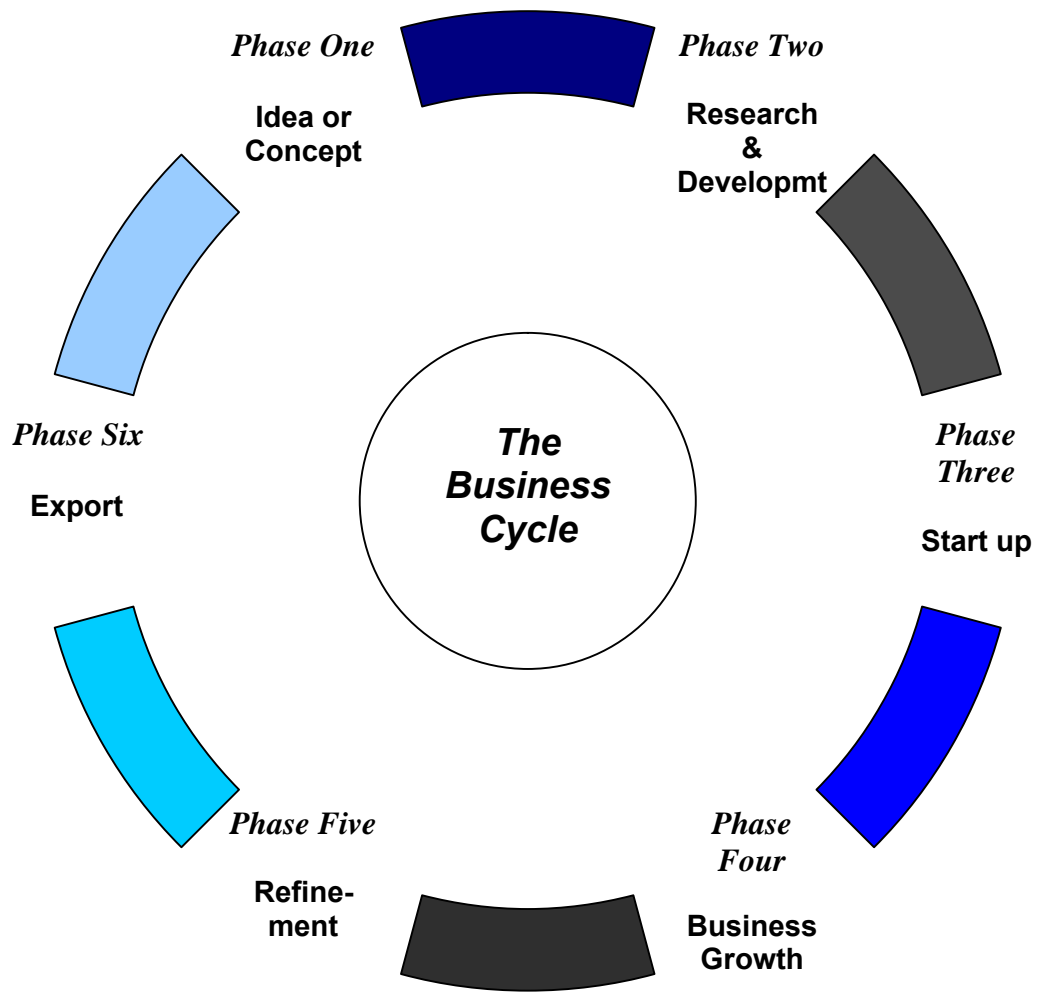 Phase One
Idea or
Concept
Phase Two
Research
&
Developmt
Phase
Three
Start up
Phase
Four
Business
Growth
Phase Five
Refine-
ment
Phase Six
Export
The
Business
Cycle